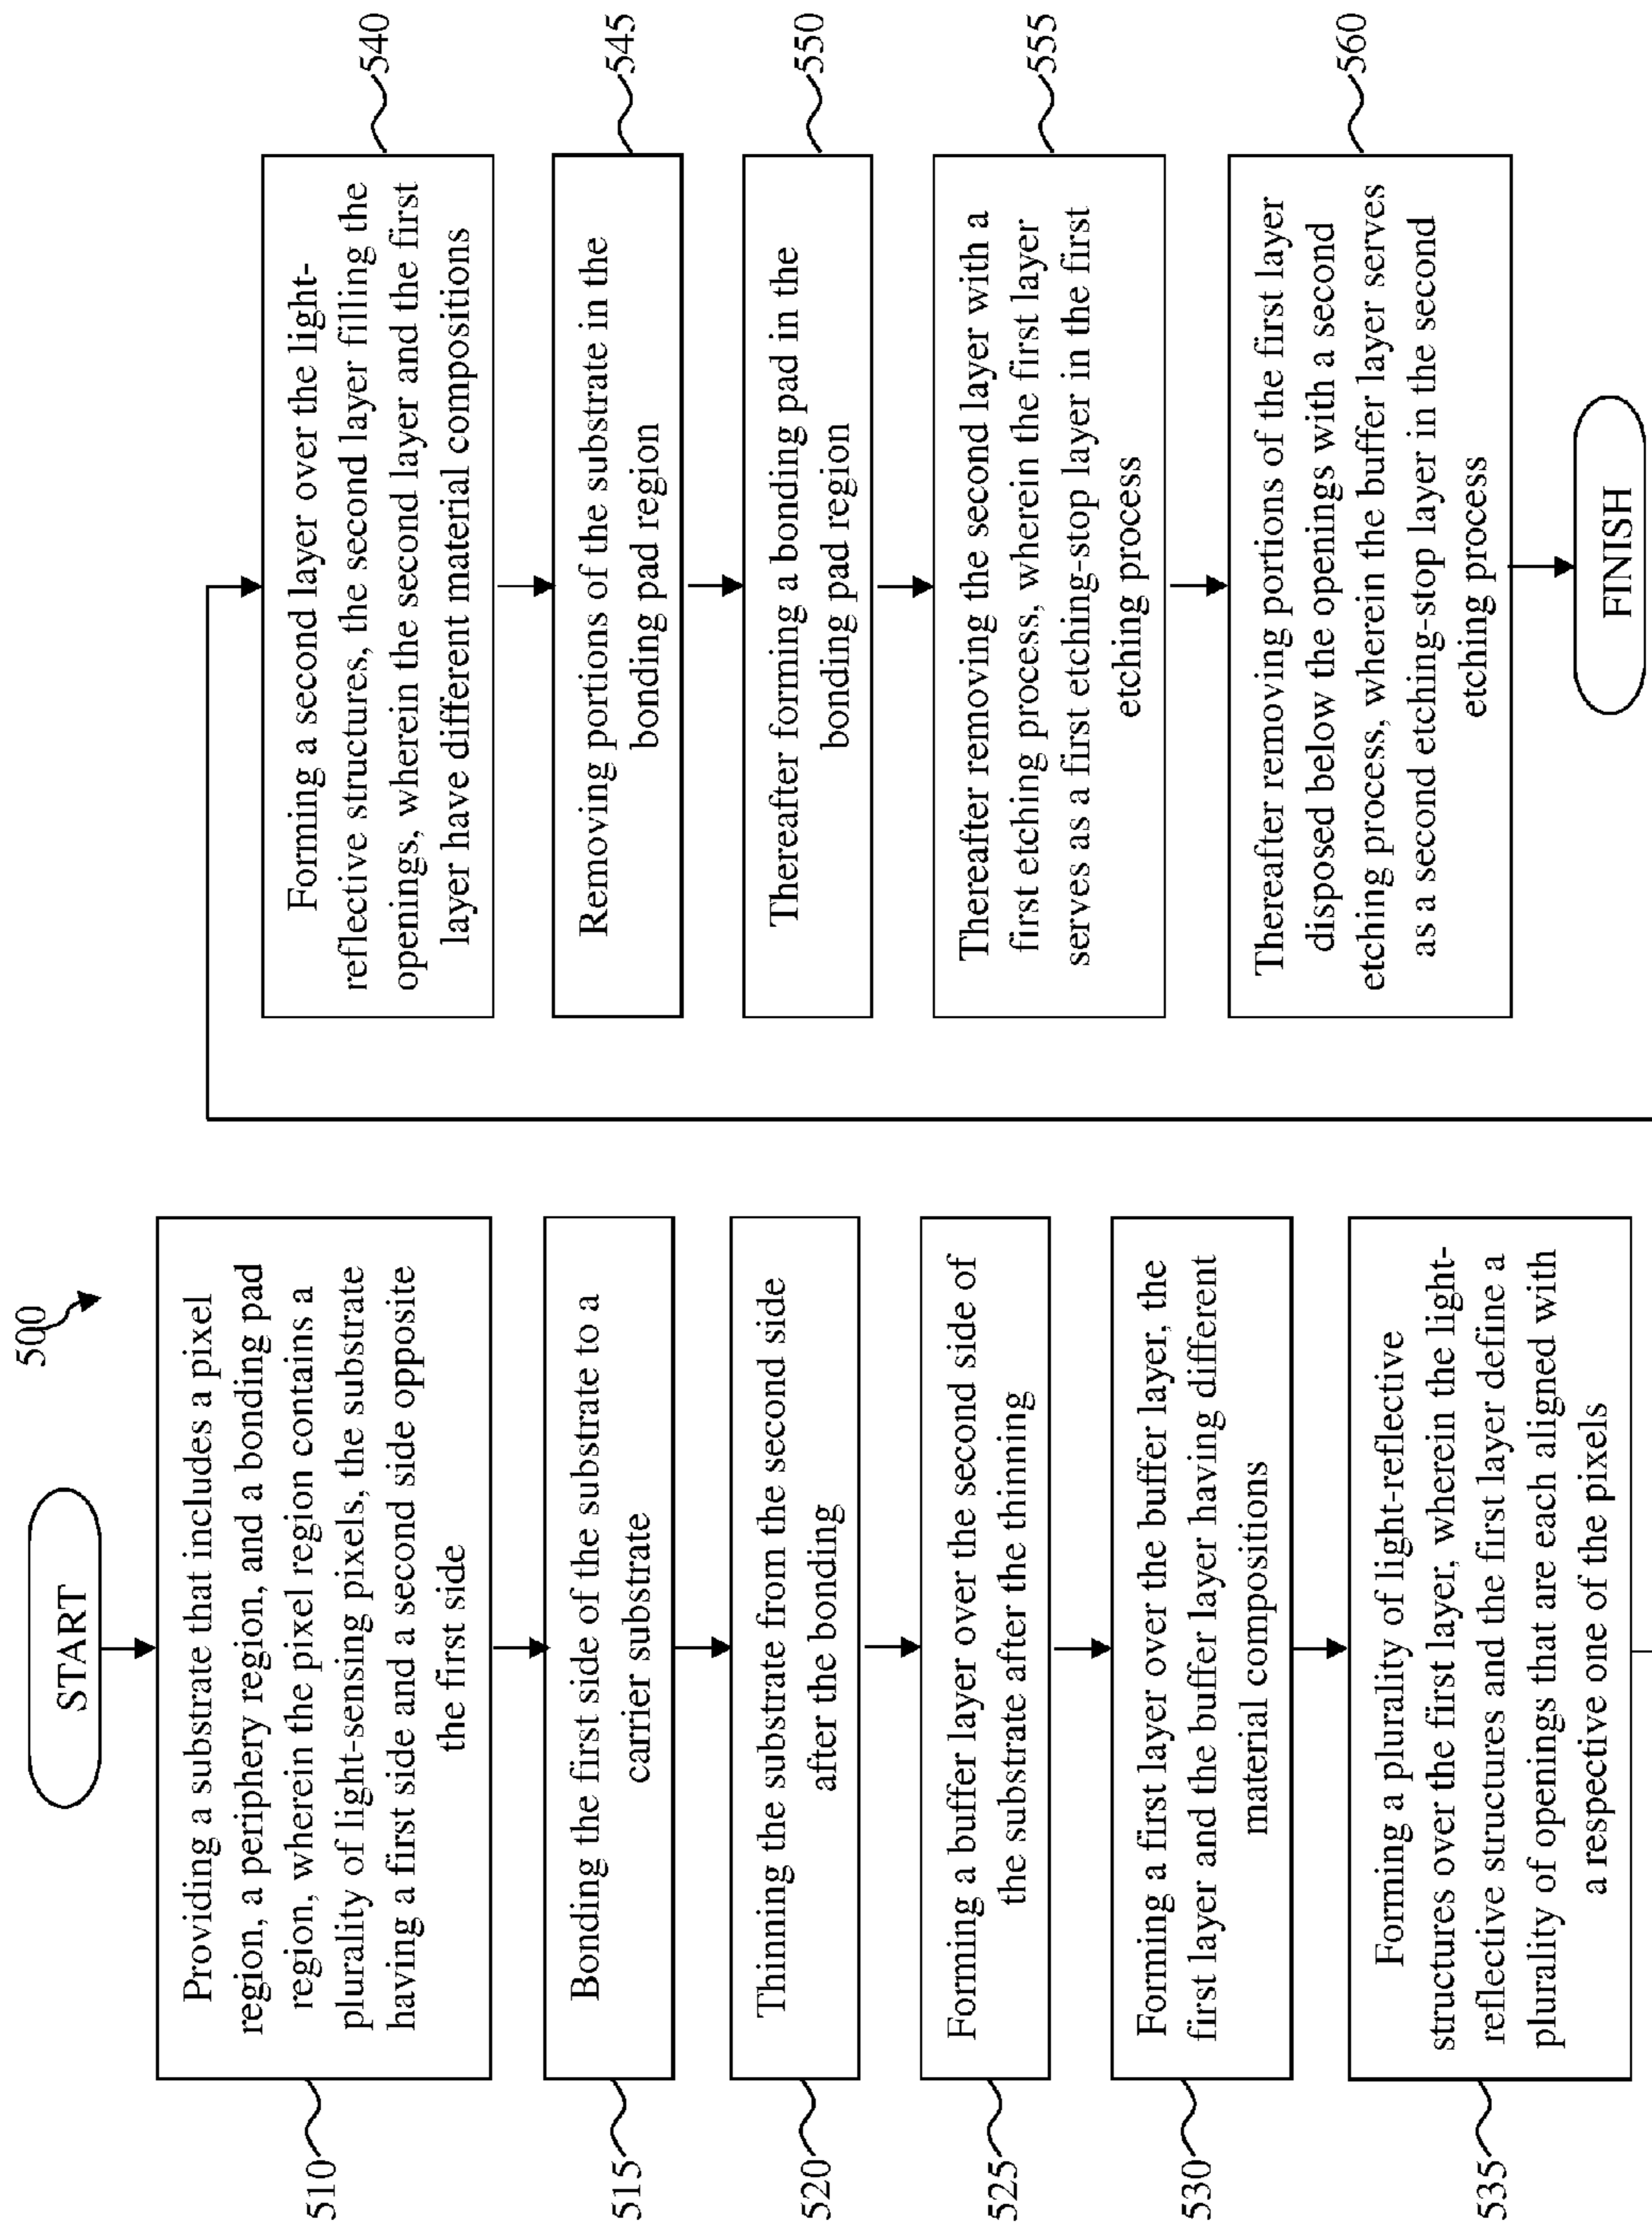 500
START
510
Providing a substrate that includes a pixel
region, a periphery region, and a bonding pad
region, wherein the pixel region contains a
plurality of light-sensing pixels, the substrate
having a first side and a second side opposite
the first side
515
Bonding the first side of the substrate to a
carrier substrate
520
Thinning the substrate from the second side
after the bonding
525
Forming a buffer layer over the second side of
the substrate after the thinning
530
Forming a first layer over the buffer layer, the
first layer and the buffer layer having different
material compositions
535
Forming a plurality of light-reflective
structures over the first layer, wherein the light-
reflective structures and the first layer define a
plurality of openings that are each aligned with
a respective one of the pixels
540
Forming a second layer over the light-
reflective structures, the second layer filling the
openings, wherein the second layer and the first
layer have different material compositions
545
Removing portions of the substrate in the
bonding pad region
550
Thereafter forming a bonding pad in the
bonding pad region
555
Thereafter removing the second layer with a
first etching process, wherein the first layer
serves as a first etching-stop layer in the first
etching process
560
Thereafter removing portions of the first layer
disposed below the openings with a second
etching process, wherein the buffer layer serves
as a second etching-stop layer in the second
etching process
FINISH